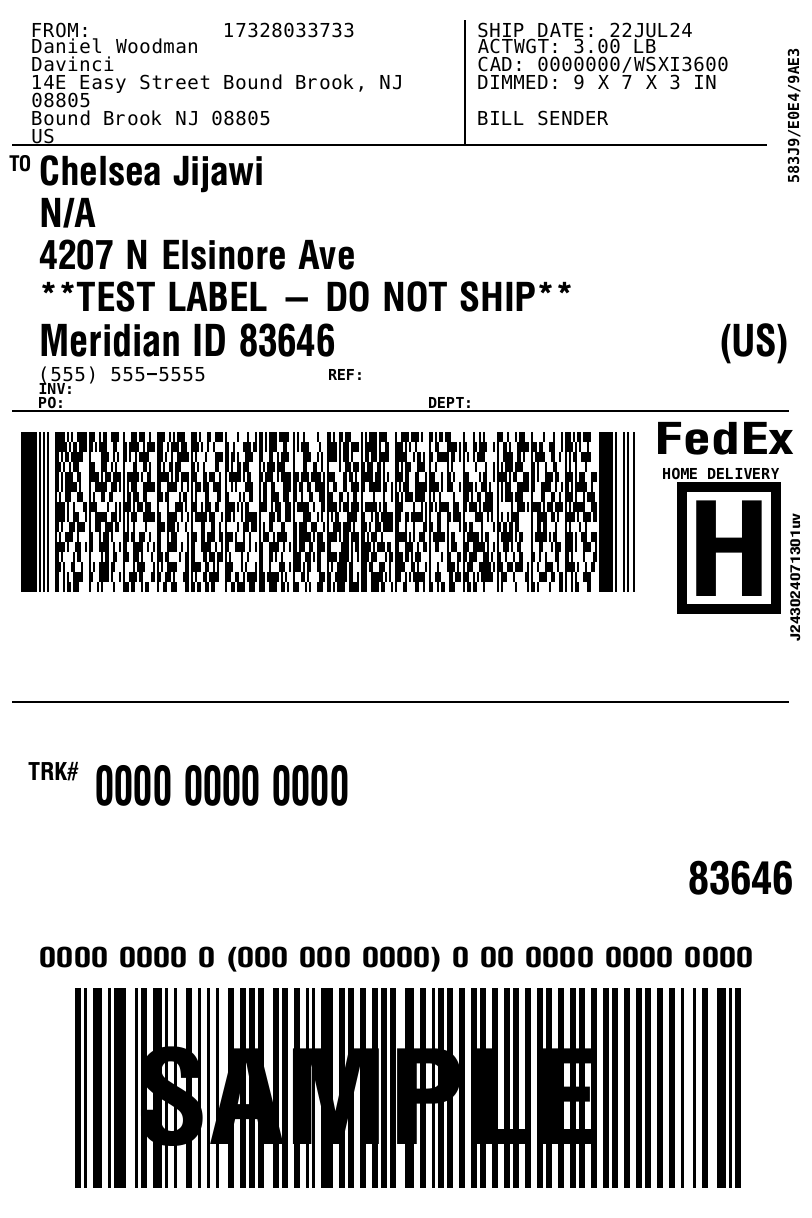 FROM: 17328033733
Daniel Woodman
Davinci
14E Easy Street Bound Brook, NJ
08805
Bound Brook NJ 08805
US
SHIP DATE: 22JUL24
ACTWGT: 3.00 LB
CAD: 0000000/WSXI3600
DIMMED: 9 X 7 X 3 IN
BILL SENDER
583J9/E0E4/9AE3
TO Chelsea Jijawi
N/A
4207 N Elsinore Ave
**TEST LABEL – DO NOT SHIP**
Meridian ID 83646 (US)
(555) 555-5555 REF:
INV:
PO: DEPT:
FedEx
HOME DELIVERY
H
J243024071301uv
TRK# 0000 0000 0000
83646
0000 0000 0 (000 000 0000) 0 00 0000 0000 0000
SAMPLE